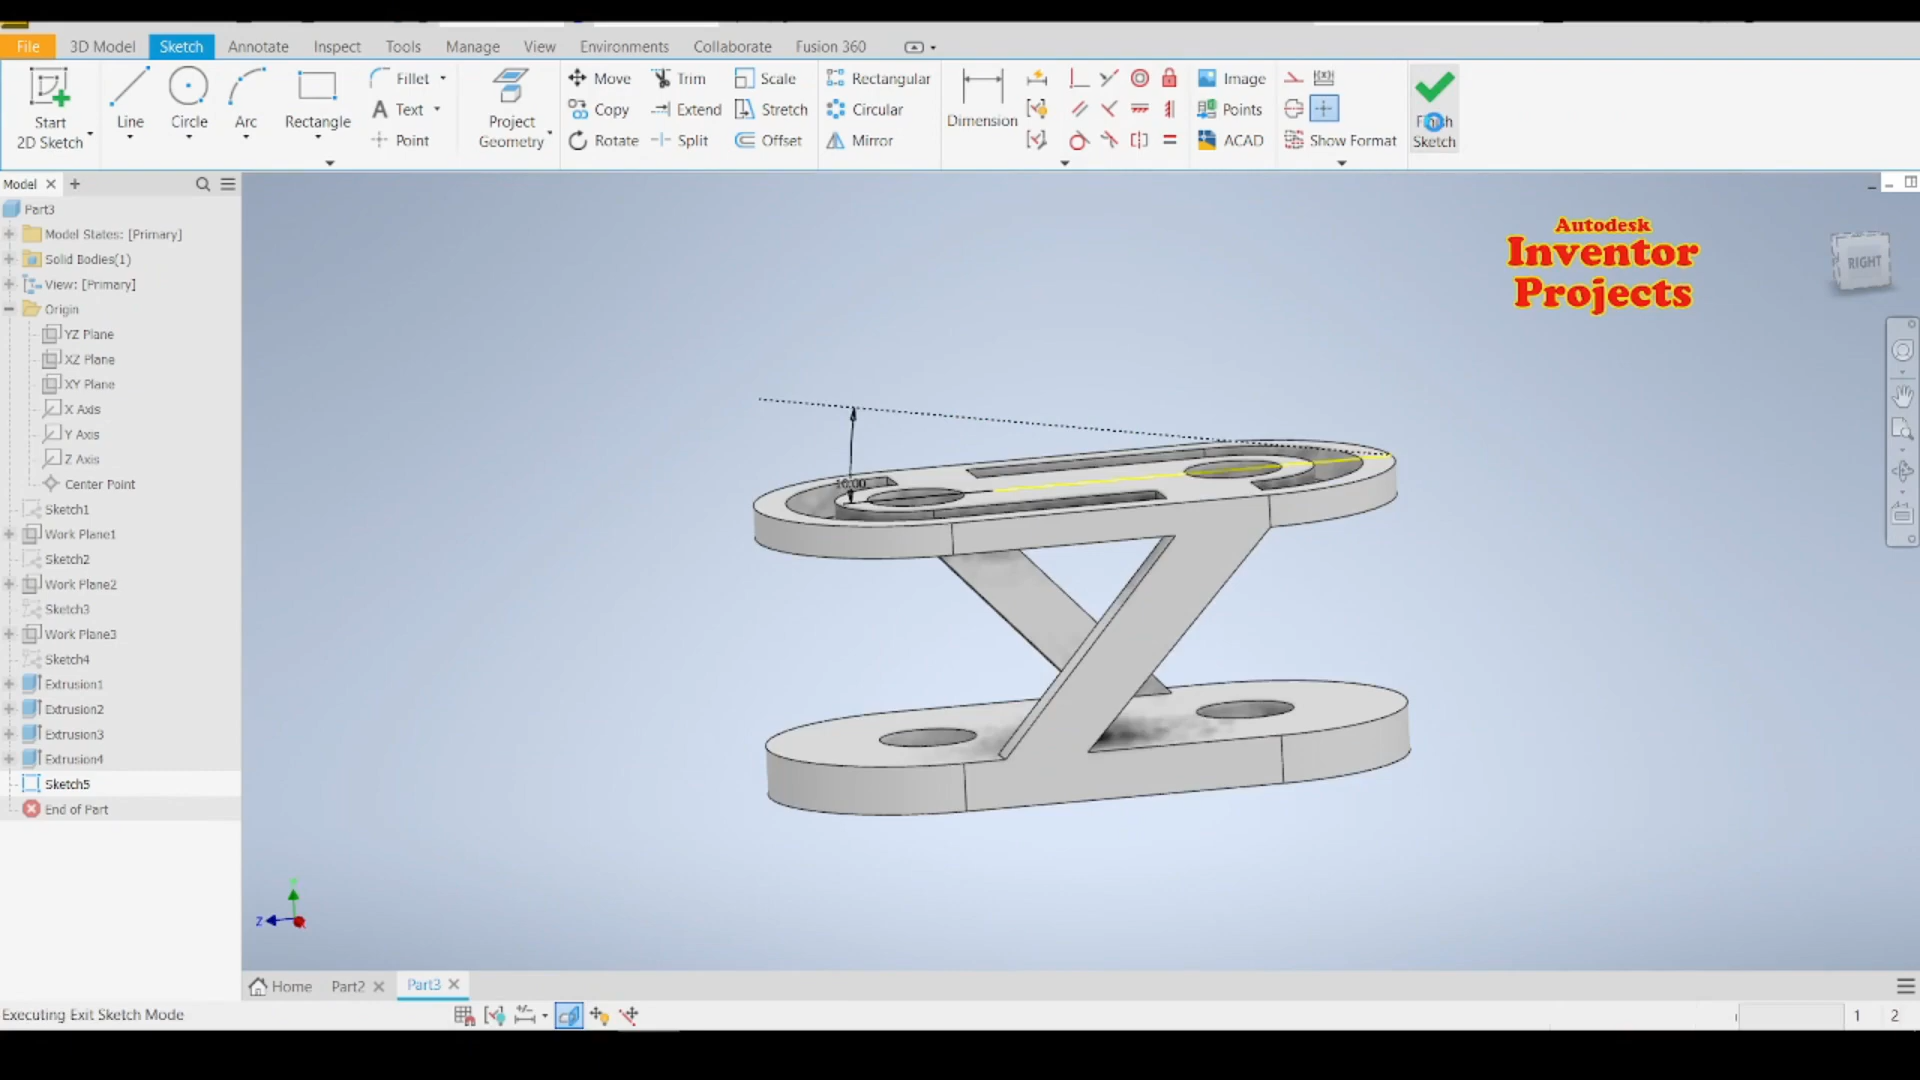 File 3D Model Sketch Annotate Inspect Tools Manage View Environments Collaborate Fusion 360
Start
2D Sketch
Line
Circle
Arc
Rectangle
Fillet
Text
Point
Project
Geometry
Move
Copy
Rotate
Trim
Extend
Split
Scale
Stretch
Offset
Rectangular
Circular
Mirror
Dimension
Image
Points
ACAD
Show Format
Finish
Sketch
Model
Part3
Model States: [Primary]
Solid Bodies(1)
View: [Primary]
Origin
YZ Plane
XZ Plane
XY Plane
X Axis
Y Axis
Z Axis
Center Point
Sketch1
Work Plane1
Sketch2
Work Plane2
Sketch3
Work Plane3
Sketch4
Extrusion1
Extrusion2
Extrusion3
Extrusion4
Sketch5
End of Part
Autodesk
Inventor
Projects
RIGHT
10.00
Z
Home Part2 Part3
Executing Exit Sketch Mode
1 2